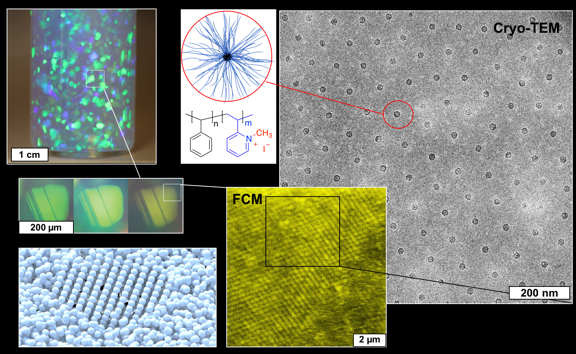 Cryo-TEM
n
m
N
CH3
+
I−
1 cm
200 µm
FCM
200 nm
2 µm